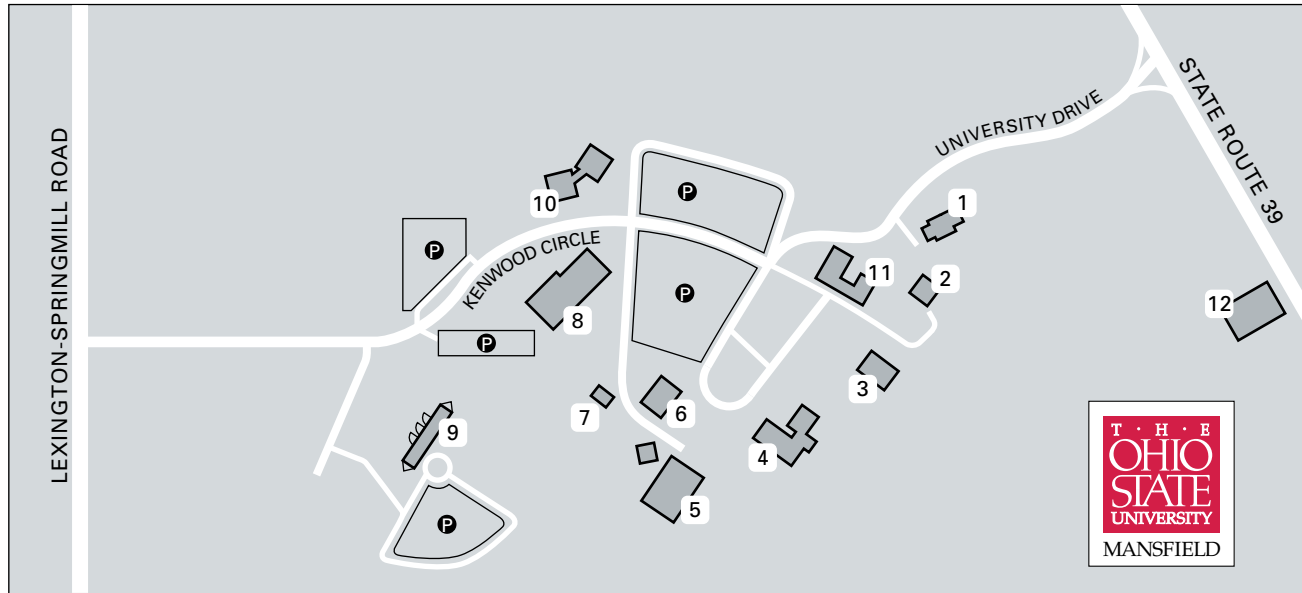 LEXINGTON-SPRINGMILL ROAD
KENWOOD CIRCLE
UNIVERSITY DRIVE
STATE ROUTE 39
P
P
P
P
P
1
2
3
4
5
6
7
8
9
10
11
12
T·H·E
OHIO
STATE
UNIVERSITY
MANSFIELD